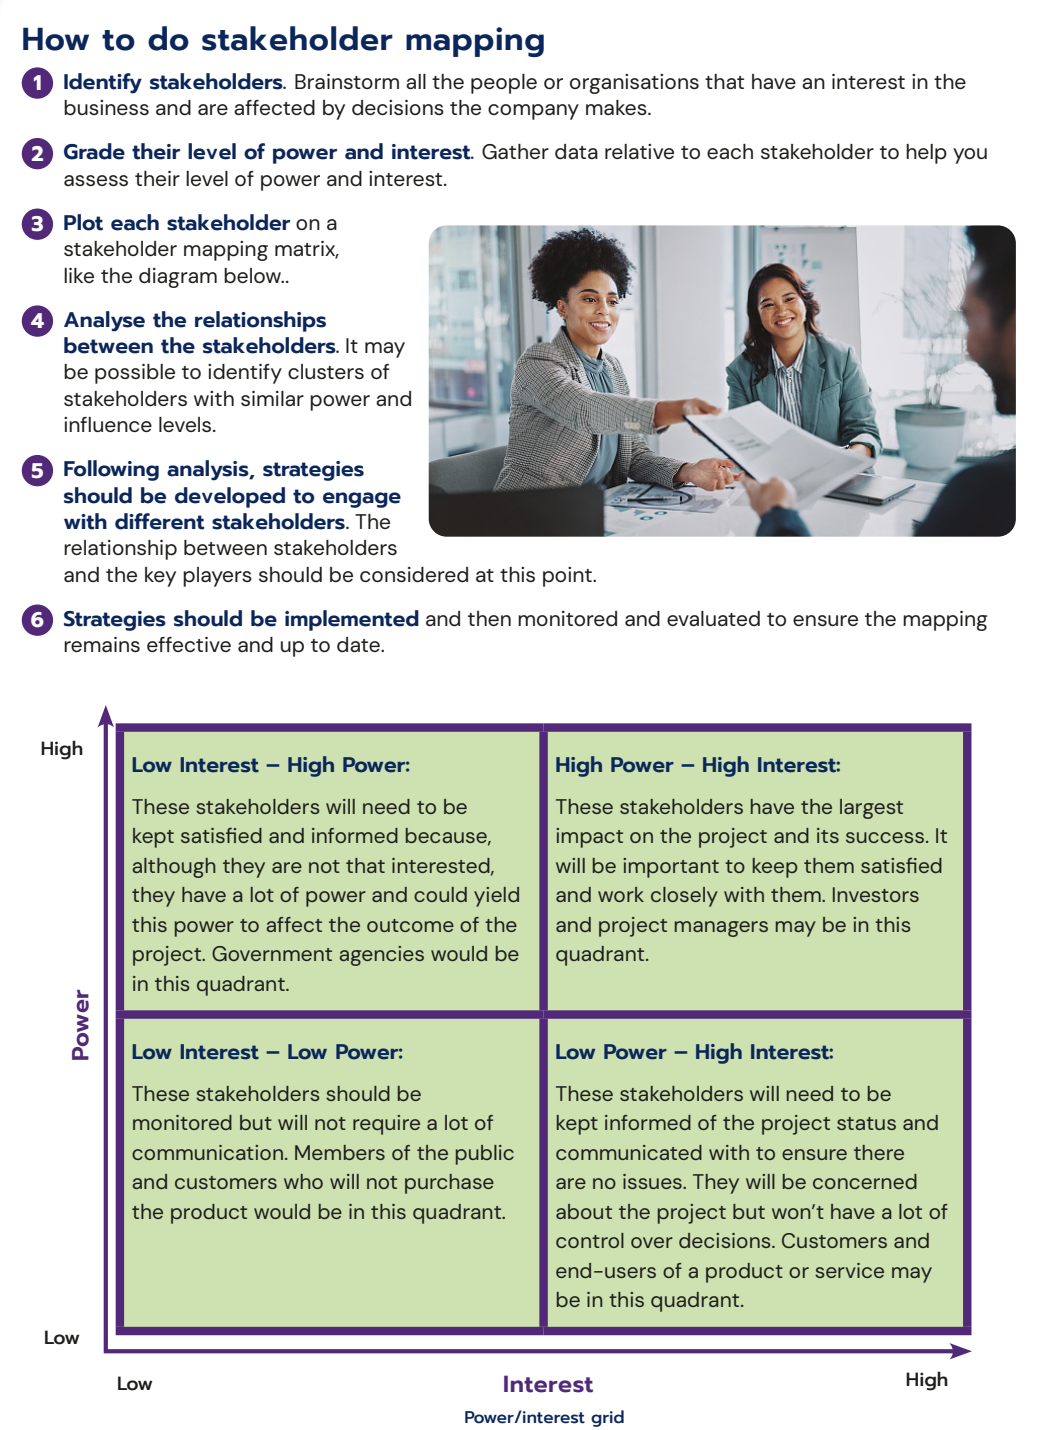 How to do stakeholder mapping
1 Identify stakeholders. Brainstorm all the people or organisations that have an interest in the
business and are affected by decisions the company makes.
2 Grade their level of power and interest. Gather data relative to each stakeholder to help you
assess their level of power and interest.
3 Plot each stakeholder on a
stakeholder mapping matrix,
like the diagram below..
4 Analyse the relationships
between the stakeholders. It may
be possible to identify clusters of
stakeholders with similar power and
influence levels.
5 Following analysis, strategies
should be developed to engage
with different stakeholders. The
relationship between stakeholders
and the key players should be considered at this point.
6 Strategies should be implemented and then monitored and evaluated to ensure the mapping
remains effective and up to date.
High
Low Interest – High Power:
These stakeholders will need to be
kept satisfied and informed because,
although they are not that interested,
they have a lot of power and could yield
this power to affect the outcome of the
project. Government agencies would be
in this quadrant.
High Power – High Interest:
These stakeholders have the largest
impact on the project and its success. It
will be important to keep them satisfied
and work closely with them. Investors
and project managers may be in this
quadrant.
Power
Low Interest – Low Power:
These stakeholders should be
monitored but will not require a lot of
communication. Members of the public
and customers who will not purchase
the product would be in this quadrant.
Low Power – High Interest:
These stakeholders will need to be
kept informed of the project status and
communicated with to ensure there
are no issues. They will be concerned
about the project but won't have a lot of
control over decisions. Customers and
end-users of a product or service may
be in this quadrant.
Low
Low
Interest
High
Power/interest grid